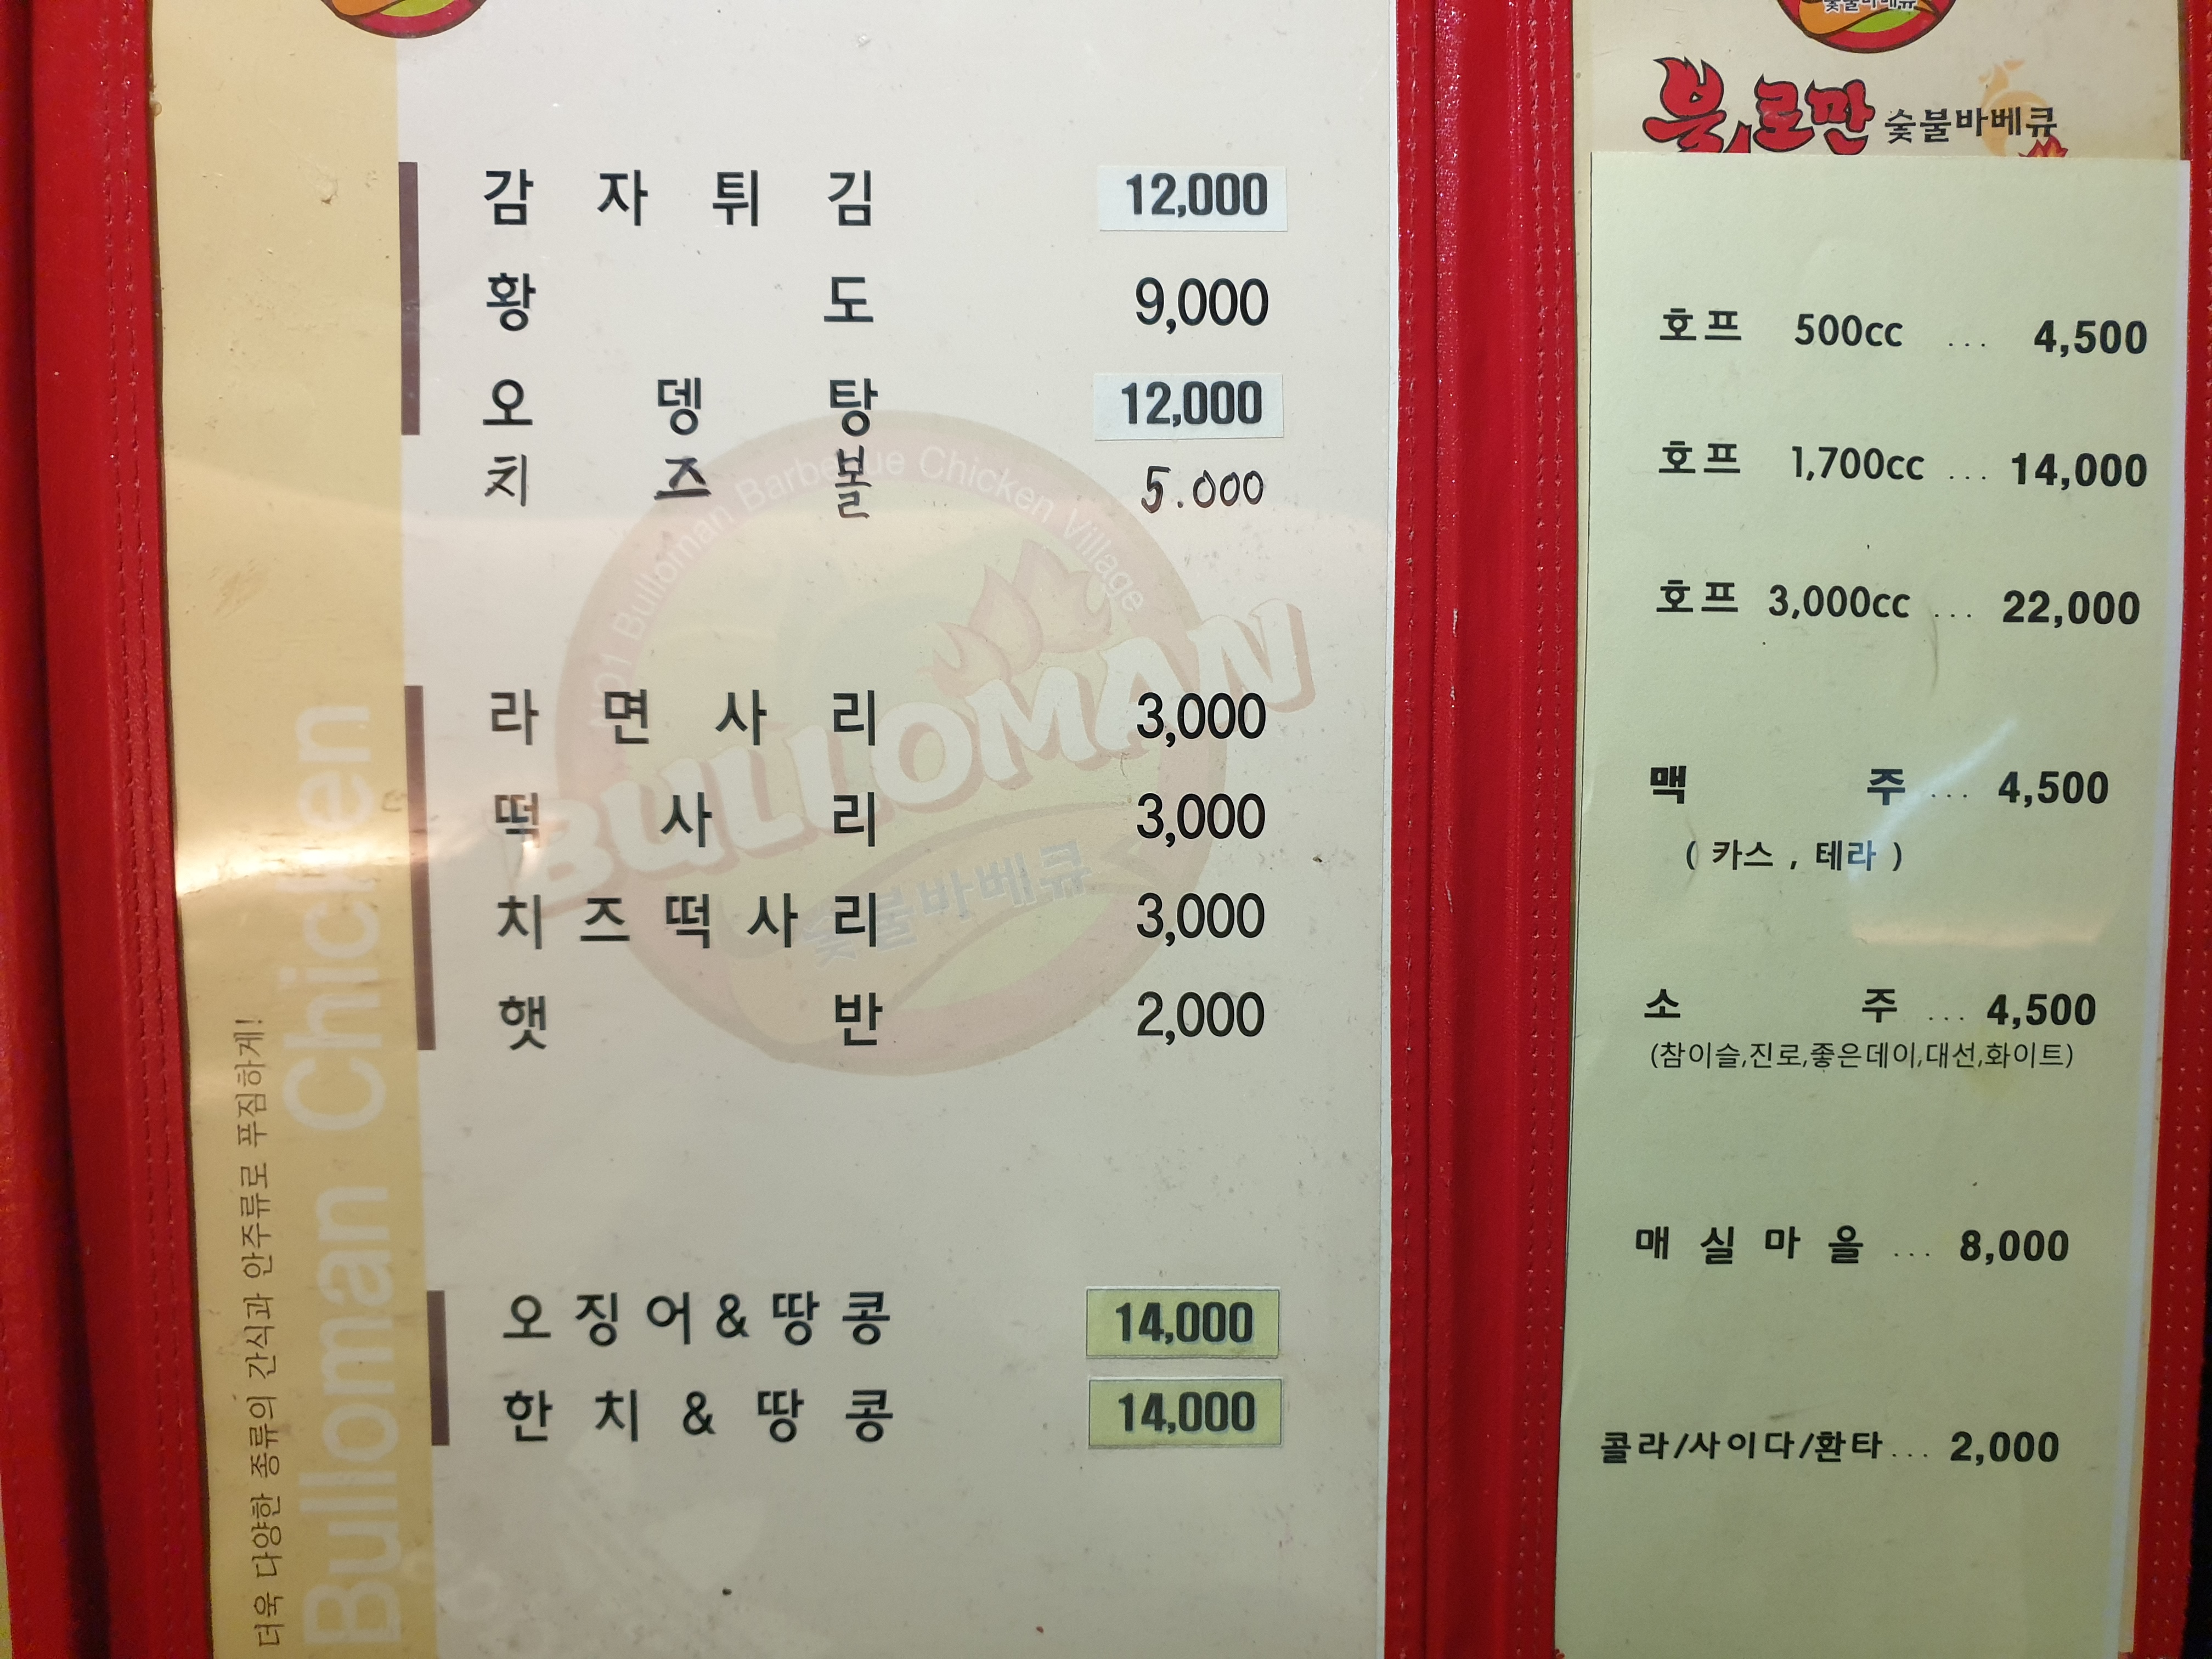 감자튀김 12,000
황도 9,000
오뎅탕 12,000
치즈볼 5.000
라면사리 3,000
떡사리 3,000
치즈떡사리 3,000
햇반 2,000
오징어&땅콩 14,000
한치&땅콩 14,000
No1 Bulloman Barbecue Chicken Village
BULLOMAN
숯불바베큐
더욱 다양한 종류의 간식과 안주류로 푸짐하게!
Bulloman Chicken
숯불바베큐
불로만 숯불바베큐
호프 500cc ... 4,500
호프 1,700cc ... 14,000
호프 3,000cc ... 22,000
맥주 ... 4,500
( 카스 , 테라 )
소주 ... 4,500
(참이슬,진로,좋은데이,대선,화이트)
매실마을 ... 8,000
콜라/사이다/환타... 2,000